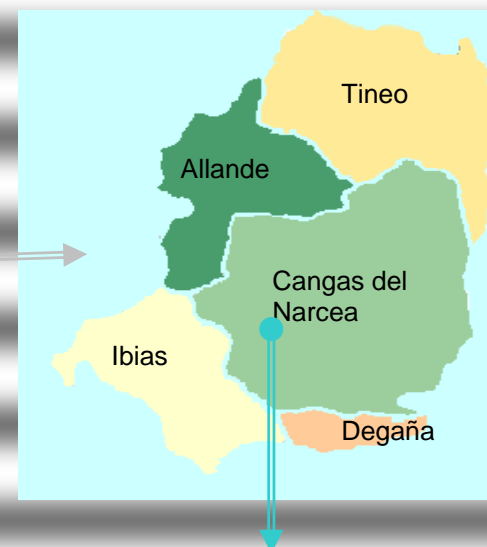 Tineo
Allande
Cangas del
Narcea
Ibias
Degaña